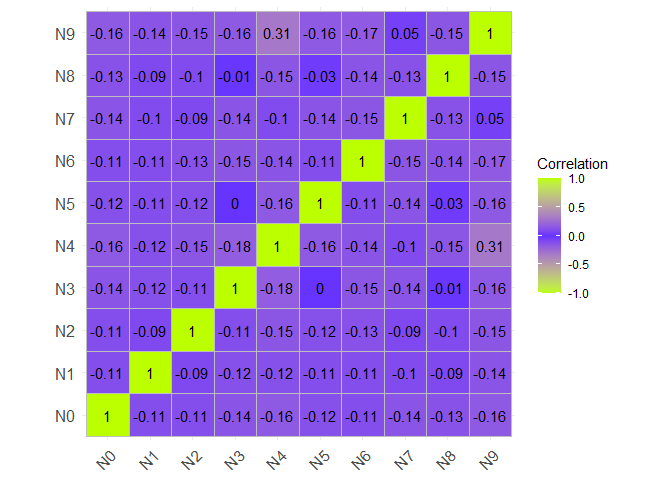 N9 -0.16 -0.14 -0.15 -0.16 0.31 -0.16 -0.17 0.05 -0.15 1
N8 -0.13 -0.09 -0.1 -0.01 -0.15 -0.03 -0.14 -0.13 1 -0.15
N7 -0.14 -0.1 -0.09 -0.14 -0.1 -0.14 -0.15 1 -0.13 0.05
N6 -0.11 -0.11 -0.13 -0.15 -0.14 -0.11 1 -0.15 -0.14 -0.17
N5 -0.12 -0.11 -0.12 0 -0.16 1 -0.11 -0.14 -0.03 -0.16
N4 -0.16 -0.12 -0.15 -0.18 1 -0.16 -0.14 -0.1 -0.15 0.31
N3 -0.14 -0.12 -0.11 1 -0.18 0 -0.15 -0.14 -0.01 -0.16
N2 -0.11 -0.09 1 -0.11 -0.15 -0.12 -0.13 -0.09 -0.1 -0.15
N1 -0.11 1 -0.09 -0.12 -0.12 -0.11 -0.11 -0.1 -0.09 -0.14
N0 1 -0.11 -0.11 -0.14 -0.16 -0.12 -0.11 -0.14 -0.13 -0.16
N0 N1 N2 N3 N4 N5 N6 N7 N8 N9
Correlation
1.0
0.5
0.0
-0.5
-1.0